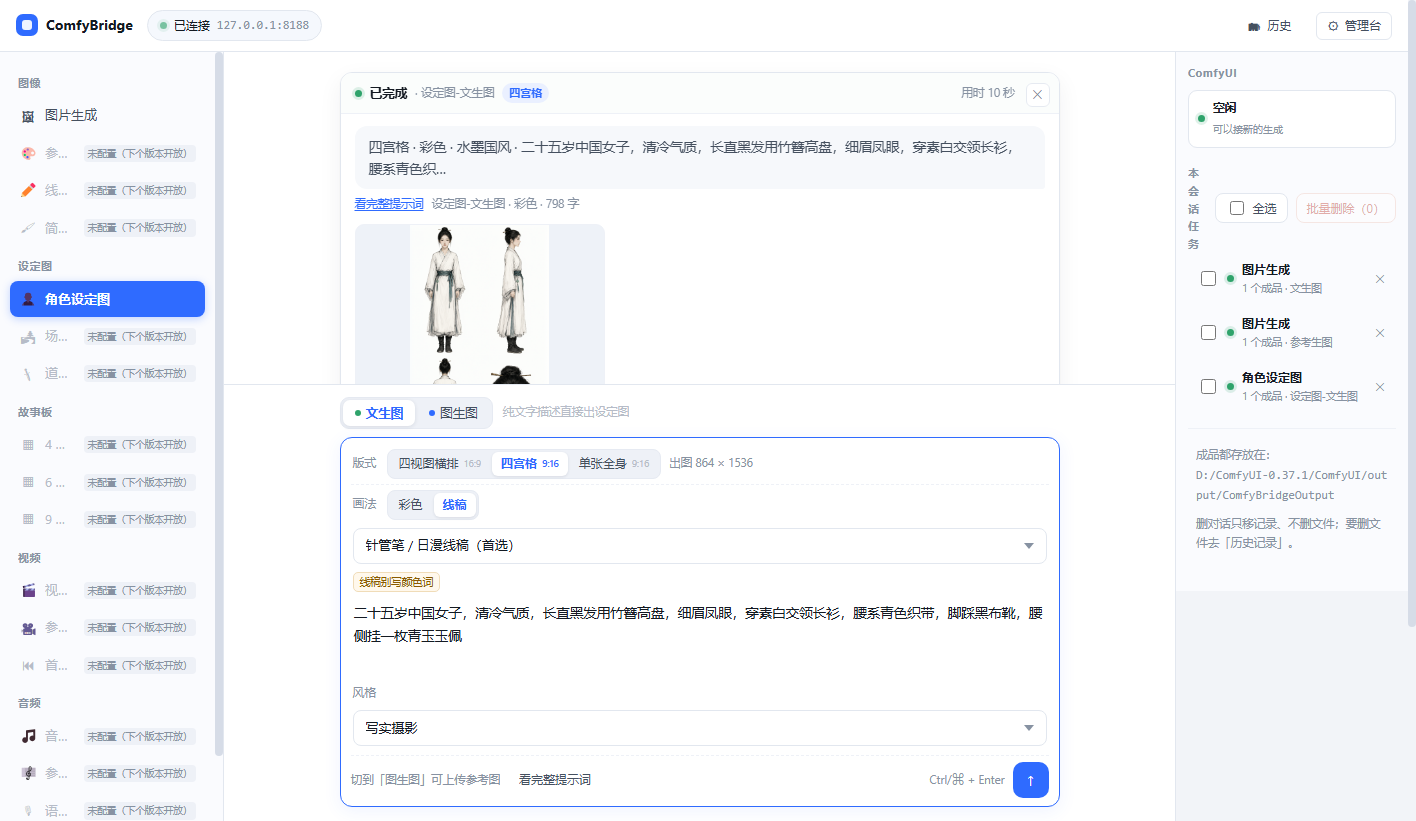 ComfyBridge
已连接 127.0.0.1:8188
历史
管理台
图像
图片生成
参... 未配置（下个版本开放）
线... 未配置（下个版本开放）
简... 未配置（下个版本开放）
设定图
角色设定图
场... 未配置（下个版本开放）
道... 未配置（下个版本开放）
故事板
4 ... 未配置（下个版本开放）
6 ... 未配置（下个版本开放）
9 ... 未配置（下个版本开放）
视频
视... 未配置（下个版本开放）
参... 未配置（下个版本开放）
首... 未配置（下个版本开放）
音频
音... 未配置（下个版本开放）
参... 未配置（下个版本开放）
语... 未配置（下个版本开放）
已完成 · 设定图-文生图 四宫格 用时 10 秒
四宫格 · 彩色 · 水墨国风 · 二十五岁中国女子，清冷气质，长直黑发用竹簪高盘，细眉凤眼，穿素白交领长衫，
腰系青色织...
看完整提示词 设定图-文生图 · 彩色 · 798 字
文生图 图生图 纯文字描述直接出设定图
版式 四视图横排 16:9 四宫格 9:16 单张全身 9:16 出图 864 × 1536
画法 彩色 线稿
针管笔 / 日漫线稿（首选）
线稿别写颜色词
二十五岁中国女子，清冷气质，长直黑发用竹簪高盘，细眉凤眼，穿素白交领长衫，腰系青色织带，脚踩黑布靴，腰
侧挂一枚青玉玉佩
风格
写实摄影
切到「图生图」可上传参考图 看完整提示词 Ctrl/⌘ + Enter ↑
ComfyUI
空闲
可以接新的生成
本会话任务
全选 批量删除（0）
图片生成
1 个成品 · 文生图
图片生成
1 个成品 · 参考生图
角色设定图
1 个成品 · 设定图-文生图
成品都存放在:
D:/ComfyUI-0.37.1/ComfyUI/out
put/ComfyBridgeOutput
删对话只移记录、不删文件；要删文
件去「历史记录」。